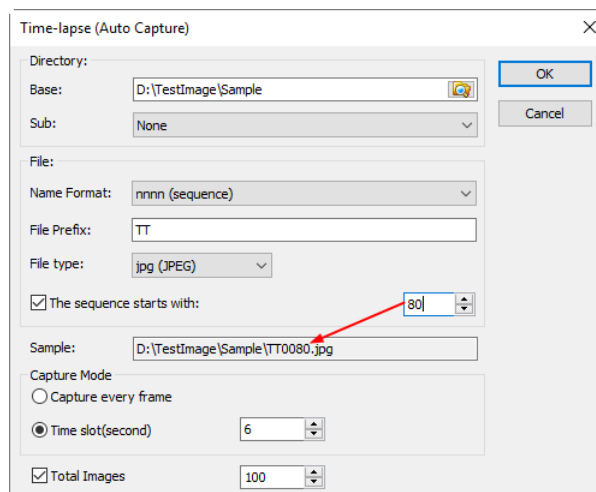 Time-lapse (Auto Capture)
Directory:
OK
Base: D:\TestImage\Sample
Cancel
Sub: None
File:
Name Format: nnnn (sequence)
File Prefix: TT
File type: jpg (JPEG)
The sequence starts with: 80
Sample: D:\TestImage\Sample\TT0080.jpg
Capture Mode
Capture every frame
Time slot(second) 6
Total Images 100